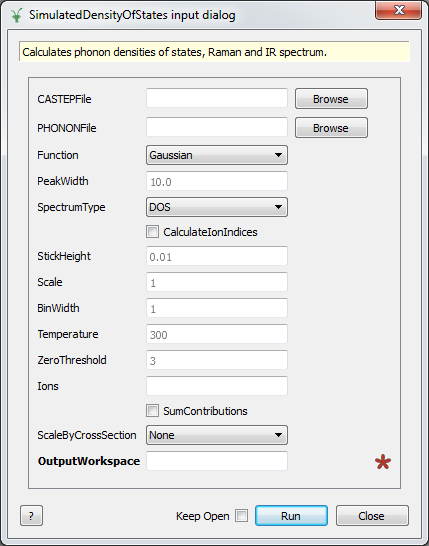 SimulatedDensityOfStates input dialog
Calculates phonon densities of states, Raman and IR spectrum.
CASTEPFile Browse
PHONONFile Browse
Function Gaussian
PeakWidth 10.0
SpectrumType DOS
CalculateIonIndices
StickHeight 0.01
Scale 1
BinWidth 1
Temperature 300
ZeroThreshold 3
Ions
SumContributions
ScaleByCrossSection None
OutputWorkspace *
? Keep Open Run Close